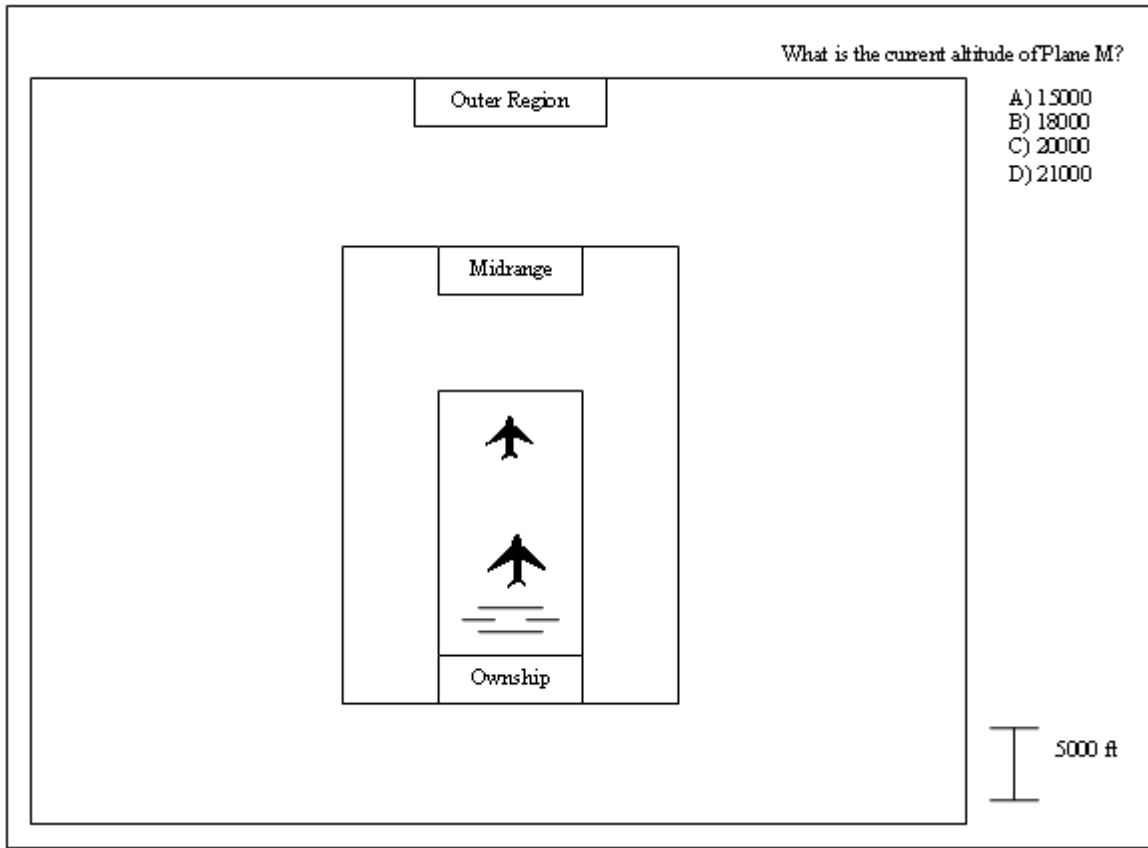 What is the current altitude of Plane M?
A) 15000
B) 18000
C) 20000
D) 21000
Outer Region
Midrange
Ownship
5000 ft